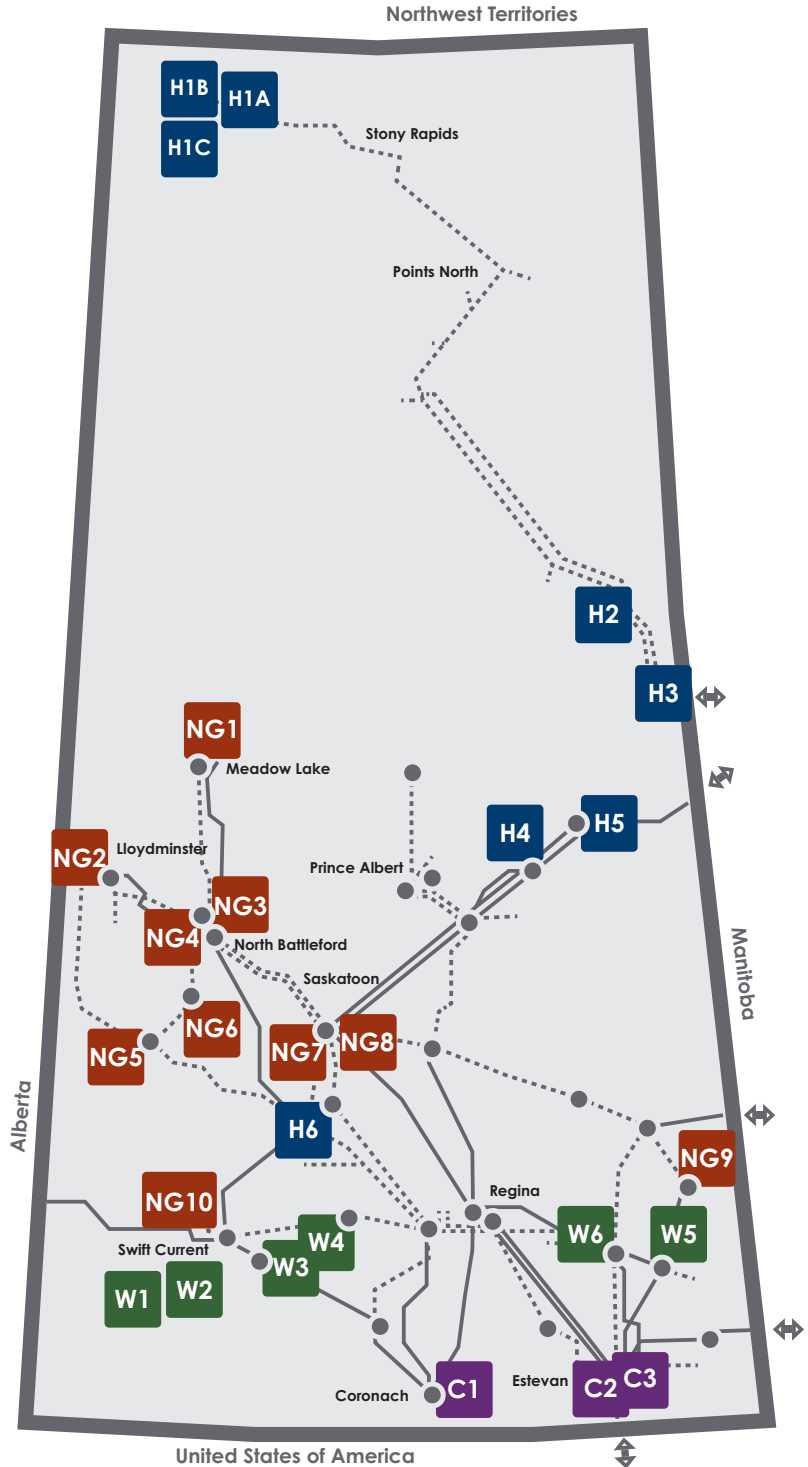 Northwest Territories
H1B
H1A
H1C
Stony Rapids
Points North
H2
H3
NG1
Meadow Lake
H4
H5
NG2
Lloydminster
Prince Albert
NG3
NG4
North Battleford
Saskatoon
Manitoba
NG6
NG5
NG7
NG8
Alberta
H6
NG9
NG10
Regina
Swift Current
W4
W6
W5
W3
W1
W2
Estevan
C3
C2
C1
Coronach
United States of America